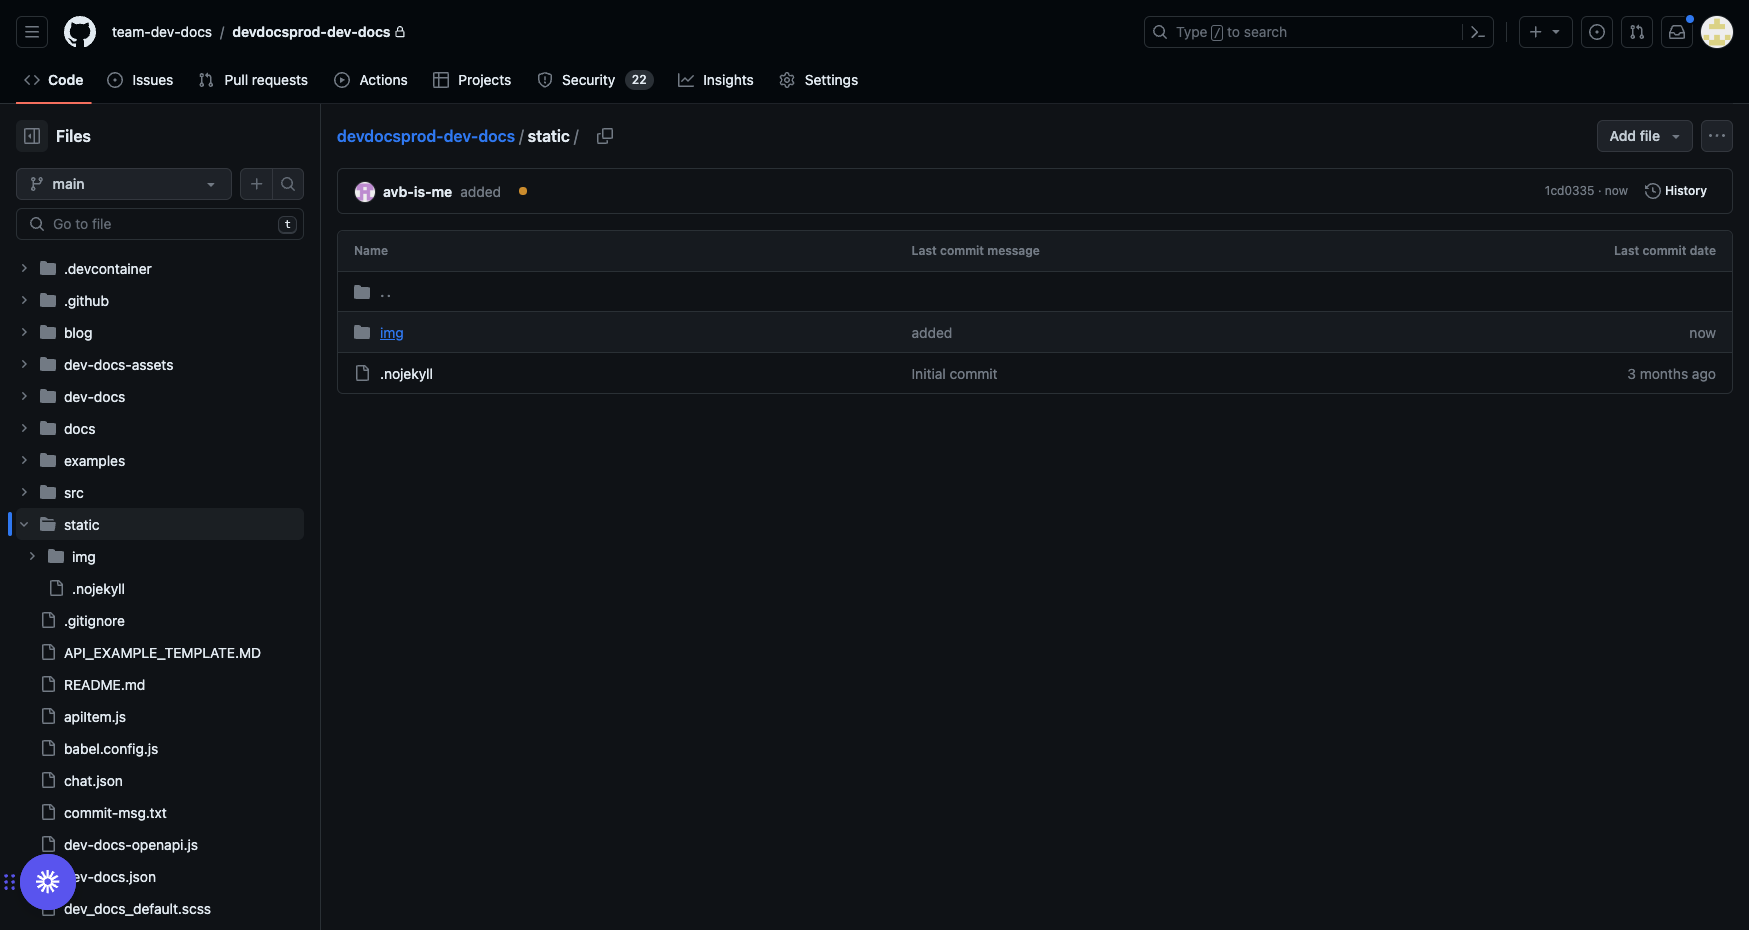 team-dev-docs / devdocsprod-dev-docs
Type / to search
Code
Issues
Pull requests
Actions
Projects
Security 22
Insights
Settings
Files
main
Go to file
t
.devcontainer
.github
blog
dev-docs-assets
dev-docs
docs
examples
src
static
img
.nojekyll
.gitignore
API_EXAMPLE_TEMPLATE.MD
README.md
apiItem.js
babel.config.js
chat.json
commit-msg.txt
dev-docs-openapi.js
ev-docs.json
dev_docs_default.scss
devdocsprod-dev-docs / static /
Add file
avb-is-me added
1cd0335 · now
History
Name Last commit message Last commit date
..
img added now
.nojekyll Initial commit 3 months ago